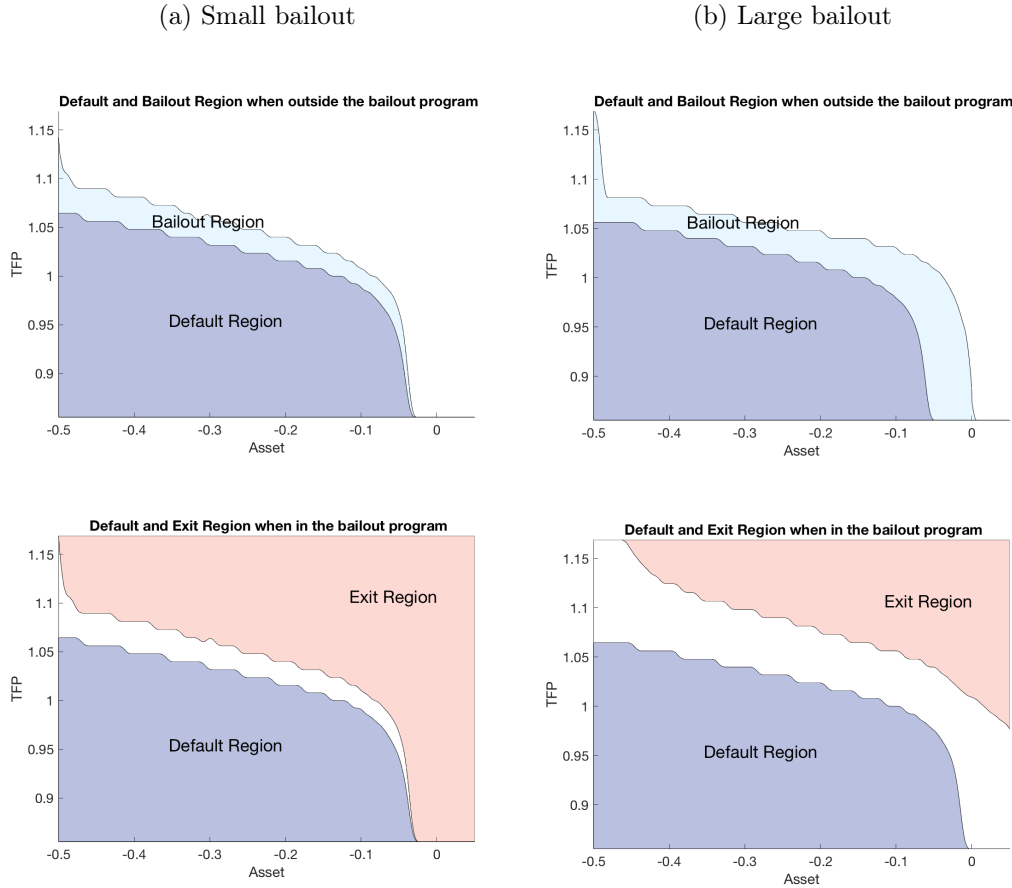 (a) Small bailout
(b) Large bailout
Default and Bailout Region when outside the bailout program
1.15
1.1
1.05
1
0.95
0.9
TFP
Bailout Region
Default Region
-0.5 -0.4 -0.3 -0.2 -0.1 0
Asset
Default and Bailout Region when outside the bailout program
1.15
1.1
1.05
1
0.95
0.9
TFP
Bailout Region
Default Region
-0.5 -0.4 -0.3 -0.2 -0.1 0
Asset
Default and Exit Region when in the bailout program
1.15
1.1
1.05
1
0.95
0.9
TFP
Exit Region
Default Region
-0.5 -0.4 -0.3 -0.2 -0.1 0
Asset
Default and Exit Region when in the bailout program
1.15
1.1
1.05
1
0.95
0.9
TFP
Exit Region
Default Region
-0.5 -0.4 -0.3 -0.2 -0.1 0
Asset